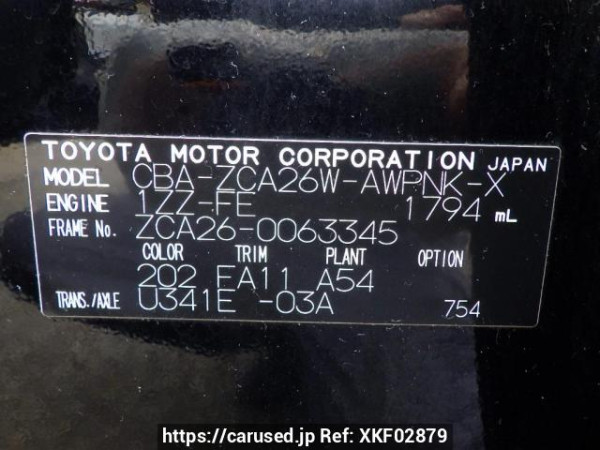 TOYOTA MOTOR CORPORATION JAPAN
MODEL CBA-ZCA26W-AWPNK-X
ENGINE 1ZZ-FE 1794 mL
FRAME No. ZCA26-0063345
COLOR TRIM PLANT OPTION
202 FA11 A54
TRANS./AXLE U341E -03A 754
https://carused.jp Ref: XKF02879